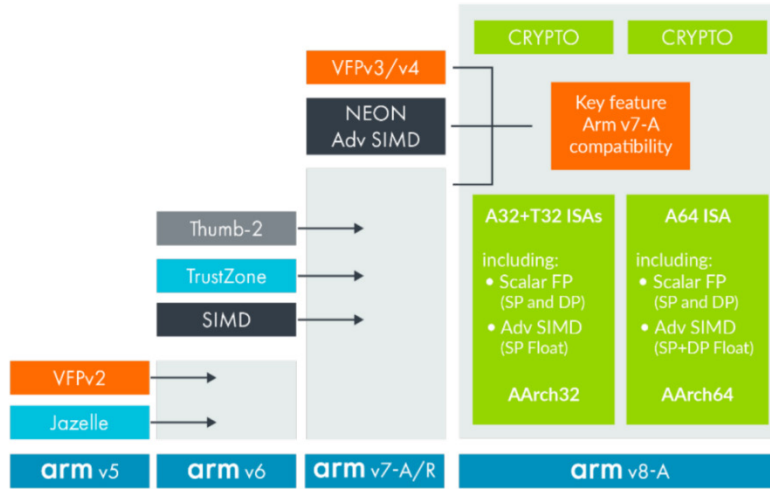 CRYPTO
CRYPTO
VFPv3/v4
NEON
Adv SIMD
Key feature
Arm v7-A
compatibility
Thumb-2
TrustZone
SIMD
A32+T32 ISAs
including:
• Scalar FP
(SP and DP)
• Adv SIMD
(SP Float)
AArch32
A64 ISA
including:
• Scalar FP
(SP and DP)
• Adv SIMD
(SP+DP Float)
AArch64
VFPv2
Jazelle
arm v5
arm v6
arm v7-A/R
arm v8-A